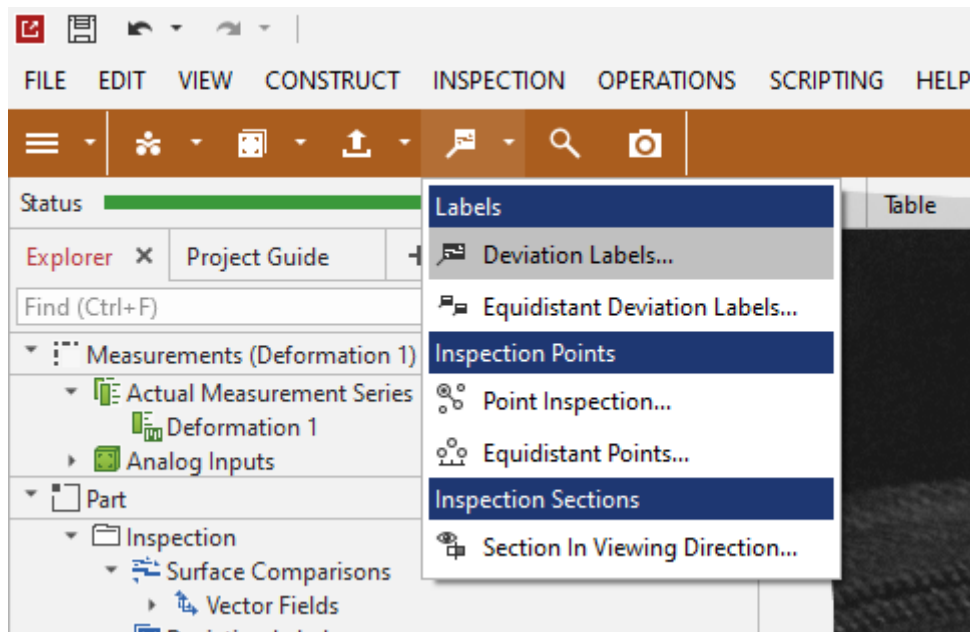 FILE EDIT VIEW CONSTRUCT INSPECTION OPERATIONS SCRIPTING HELP
Status
Table
Explorer
Project Guide
Find (Ctrl+F)
Measurements (Deformation 1)
Actual Measurement Series
Deformation 1
Analog Inputs
Part
Inspection
Surface Comparisons
Vector Fields
Labels
Deviation Labels...
Equidistant Deviation Labels...
Inspection Points
Point Inspection...
Equidistant Points...
Inspection Sections
Section In Viewing Direction...